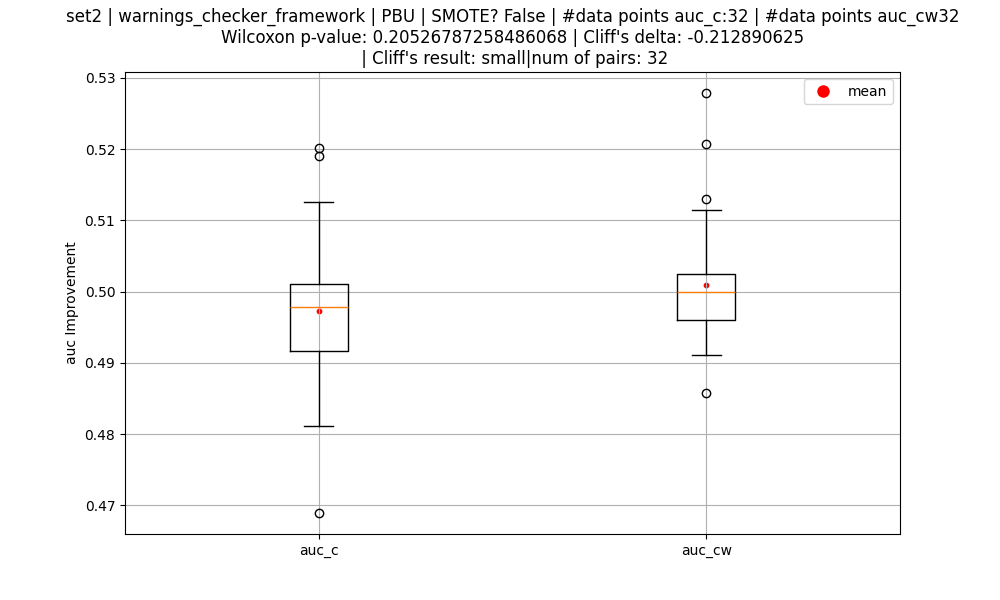 set2 | warnings_checker_framework | PBU | SMOTE? False | #data points auc_c:32 | #data points auc_cw32
Wilcoxon p-value: 0.20526787258486068 | Cliff's delta: -0.212890625
| Cliff's result: small|num of pairs: 32
mean
0.53
0.52
0.51
0.50
0.49
0.48
0.47
auc Improvement
auc_c
auc_cw